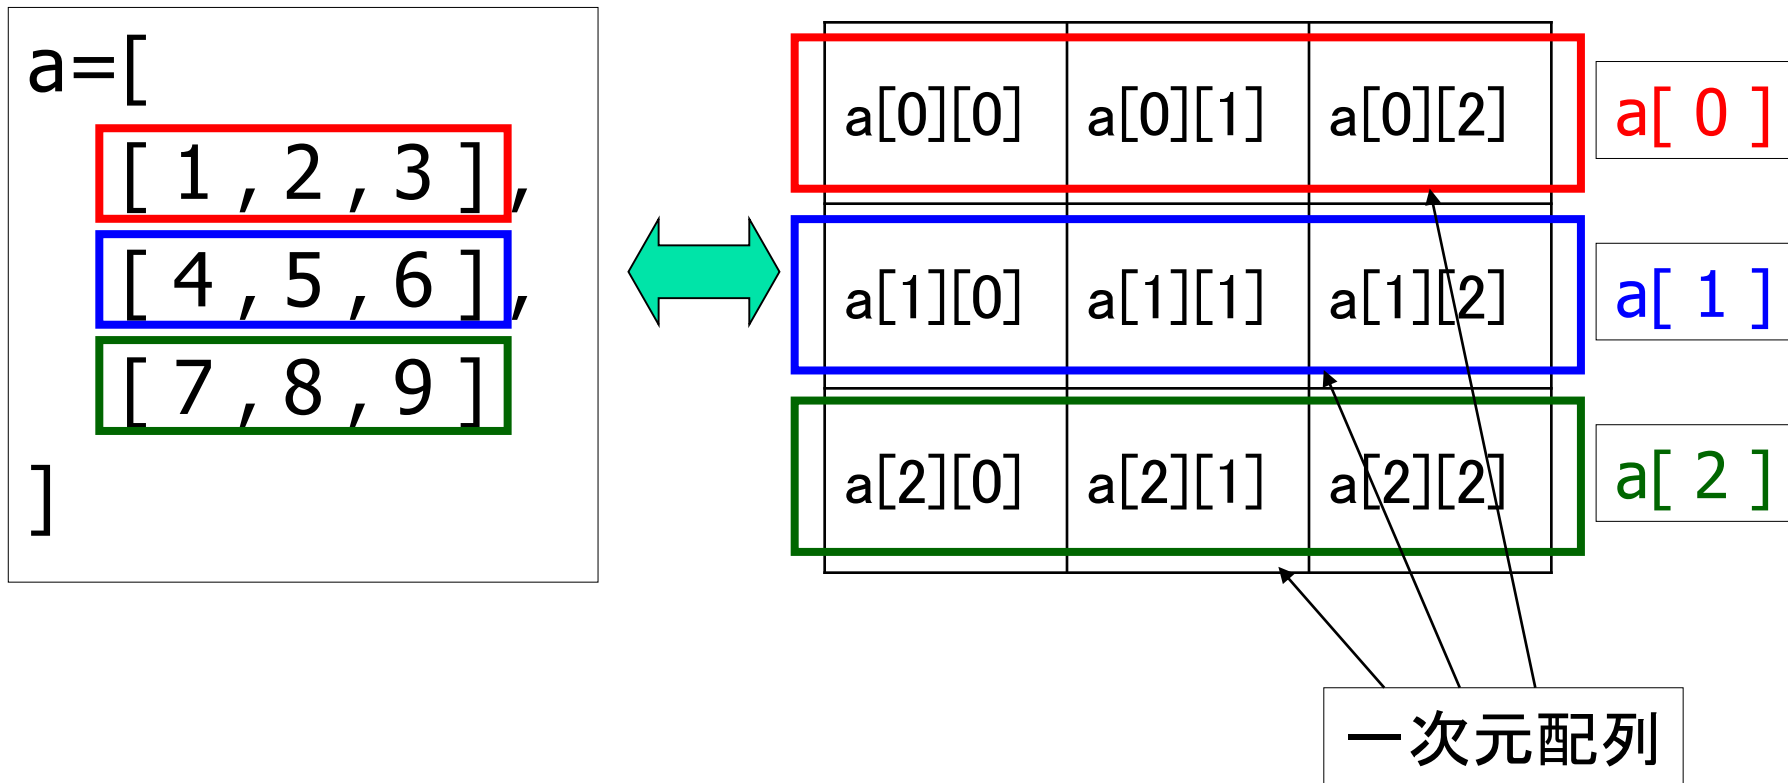 a=[
[ 1 , 2 , 3 ],
[ 4 , 5 , 6 ],
[ 7 , 8 , 9 ]
]
a[0][0] a[0][1] a[0][2]
a[ 0 ]
a[1][0] a[1][1] a[1][2]
a[ 1 ]
a[2][0] a[2][1] a[2][2]
a[ 2 ]
一次元配列